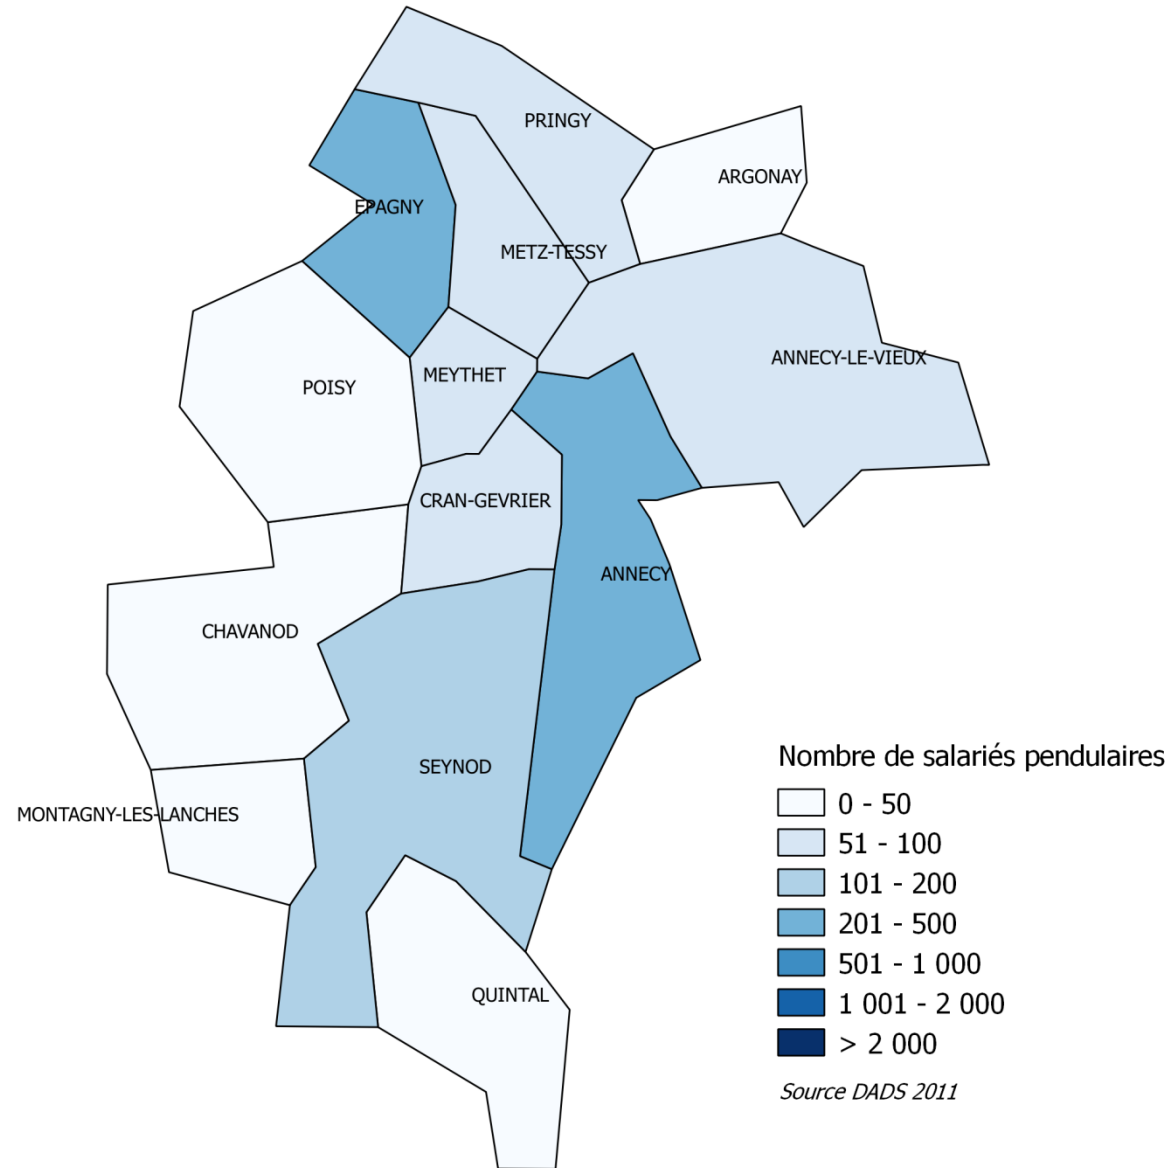 PRINGY
ARGONAY
EPAGNY
METZ-TESSY
ANNECY-LE-VIEUX
MEYTHET
POISY
CRAN-GEVRIER
ANNECY
CHAVANOD
SEYNOD
MONTAGNY-LES-LANCHES
QUINTAL
Nombre de salariés pendulaires
0 - 50
51 - 100
101 - 200
201 - 500
501 - 1 000
1 001 - 2 000
> 2 000
Source DADS 2011